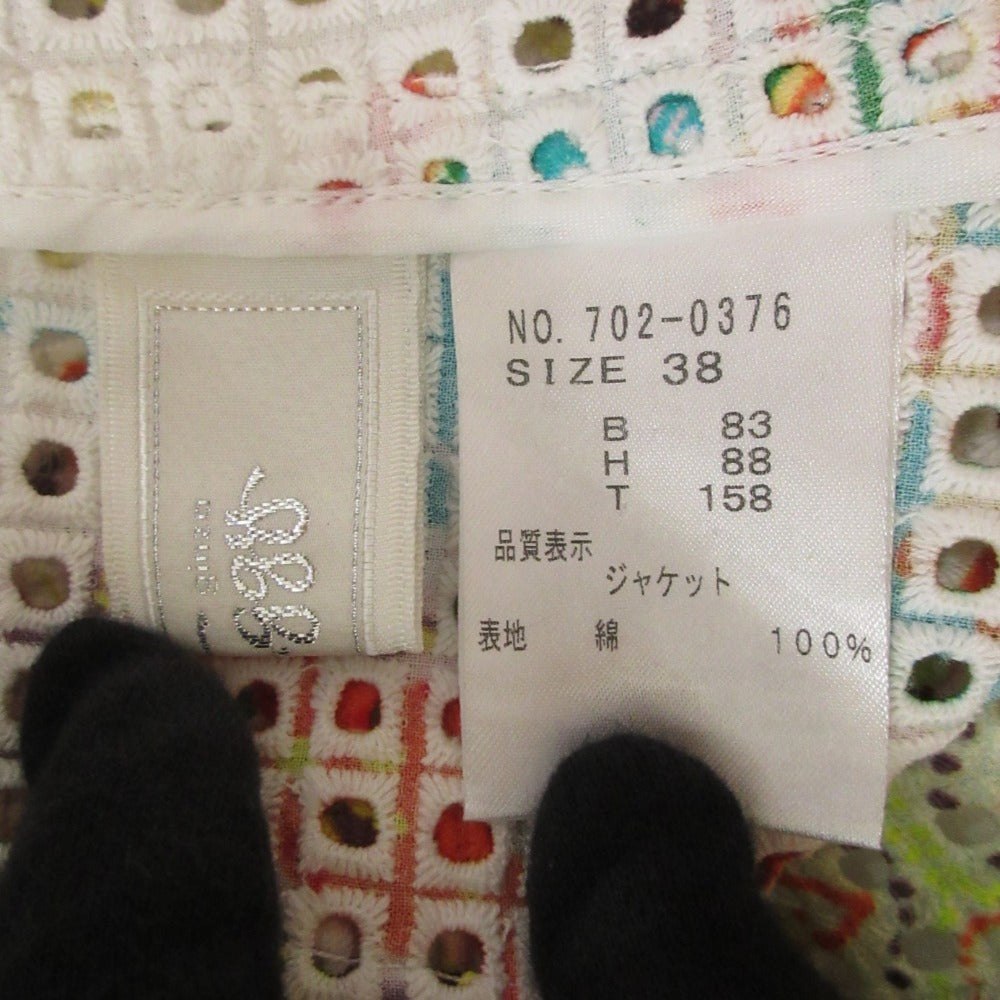 NO. 702-0376
SIZE 38
B 83
H 88
T 158
品質表示
ジャケット
表地 綿 100%